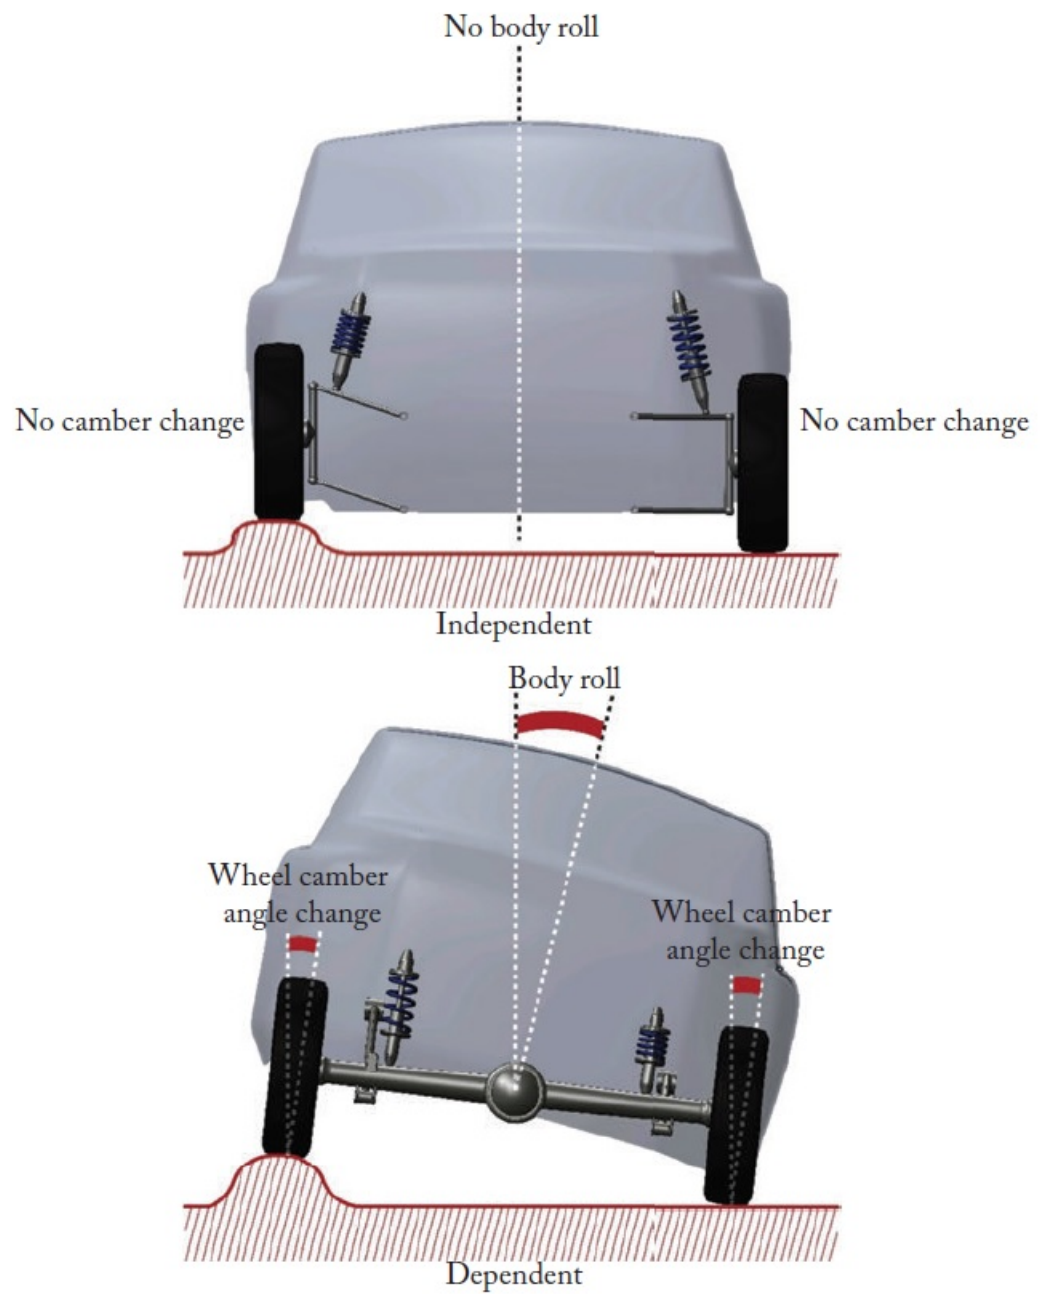 No body roll
No camber change
No camber change
Independent
Body roll
Wheel camber
angle change
Wheel camber
angle change
Dependent